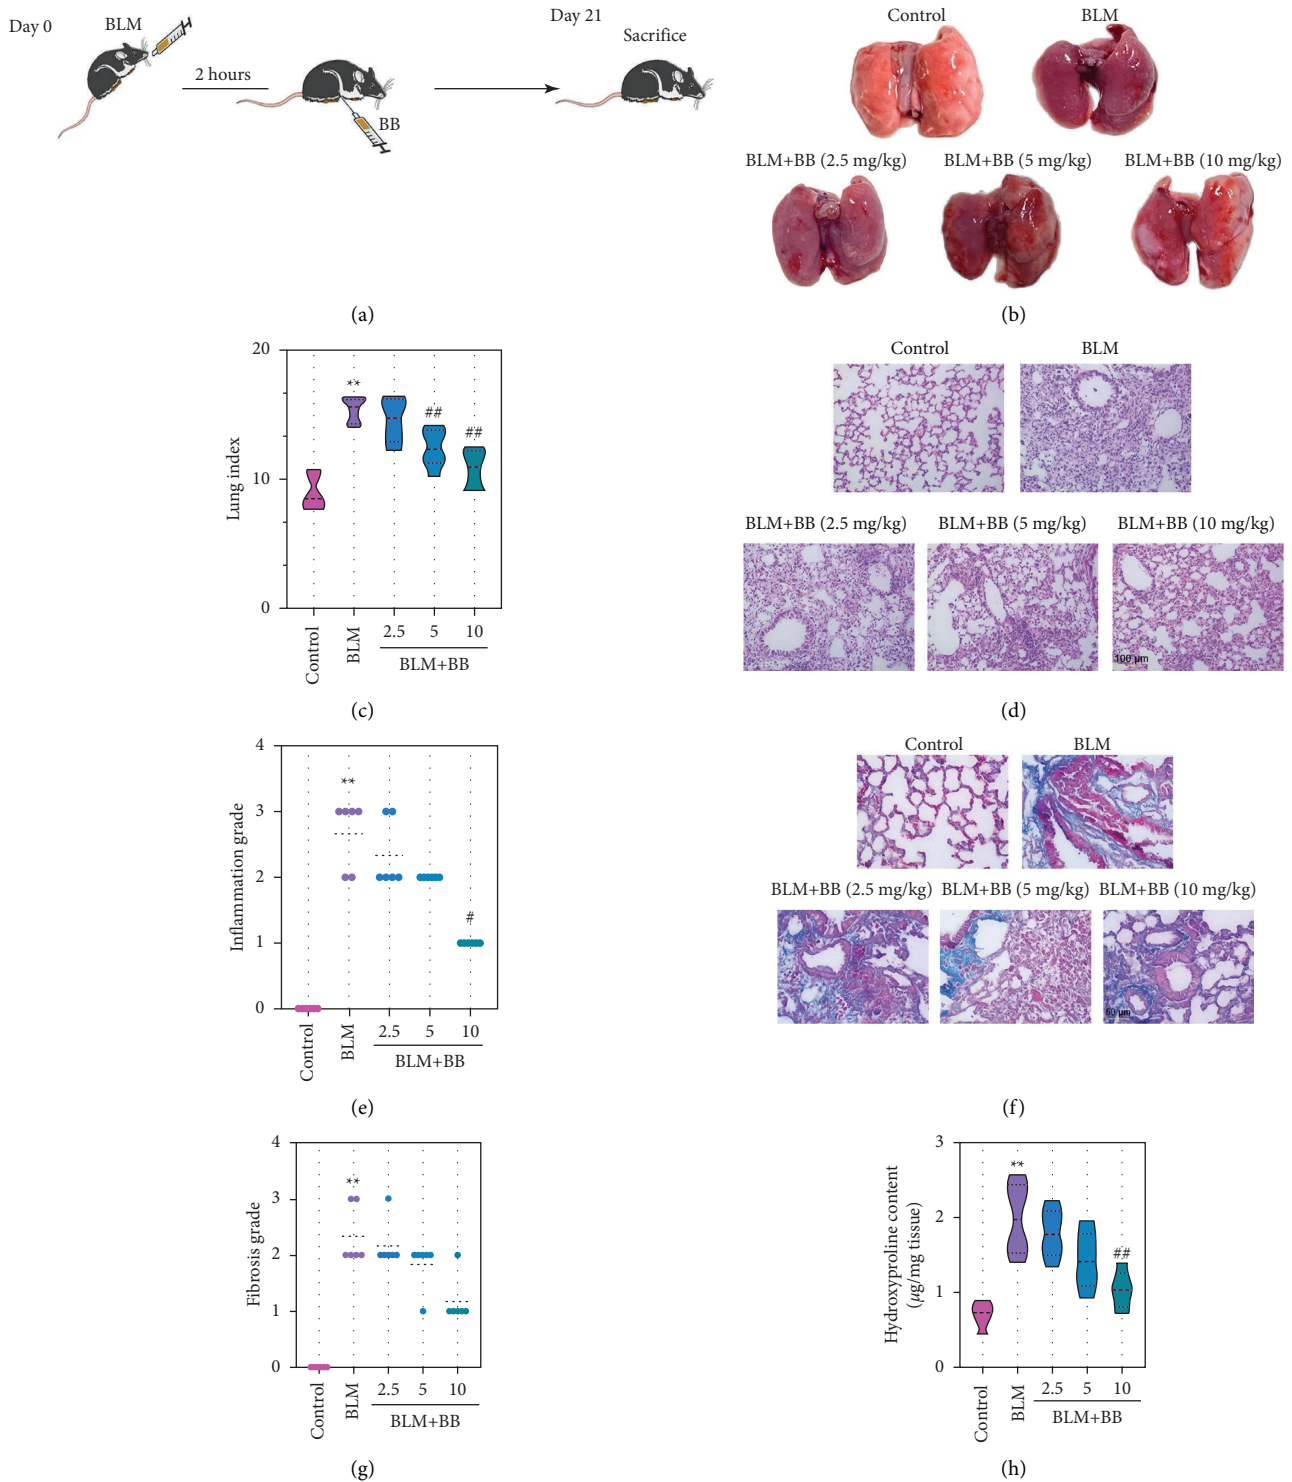 Day 0
BLM
2 hours
BB
Day 21
Sacrifice
(a)
Control
BLM
BLM+BB (2.5 mg/kg)
BLM+BB (5 mg/kg)
BLM+BB (10 mg/kg)
(b)
Lung index
20
10
0
**
##
##
Control
BLM
2.5
5
10
BLM+BB
(c)
Control
BLM
BLM+BB (2.5 mg/kg)
BLM+BB (5 mg/kg)
BLM+BB (10 mg/kg)
100 μm
(d)
Inflammation grade
4
3
2
1
0
**
#
Control
BLM
2.5
5
10
BLM+BB
(e)
Control
BLM
BLM+BB (2.5 mg/kg)
BLM+BB (5 mg/kg)
BLM+BB (10 mg/kg)
50 μm
(f)
Fibrosis grade
4
3
2
1
0
**
Control
BLM
2.5
5
10
BLM+BB
(g)
Hydroxyproline content
(μg/mg tissue)
3
2
1
0
**
##
Control
BLM
2.5
5
10
BLM+BB
(h)